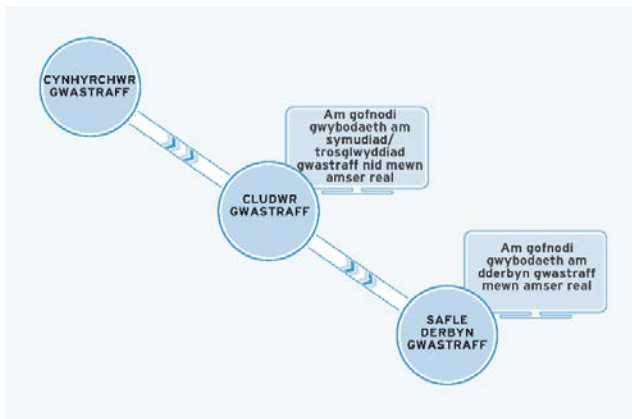 CYNHYRCHWR
GWASTRAFF
Am gofnodi
gwybodaeth am
symudiad/
trosglwyddiad
gwastraff nid mewn
amser real
CLUDWR
GWASTRAFF
Am gofnodi
gwybodaeth am
dderbyn gwastraff
mewn amser real
SAFLE
DERBYN
GWASTRAFF